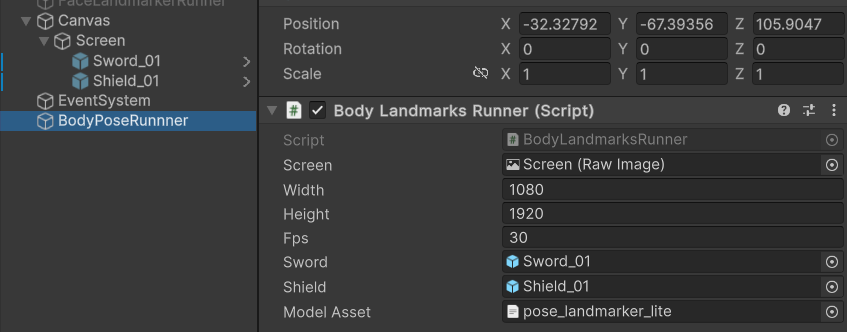 FaceLandmarkerRunner
Canvas
Screen
Sword_01
Shield_01
EventSystem
BodyPoseRunnner
Position X -32.32792 Y -67.39356 Z 105.9047
Rotation X 0 Y 0 Z 0
Scale X 1 Y 1 Z 1
# Body Landmarks Runner (Script)
Script # BodyLandmarksRunner
Screen Screen (Raw Image)
Width 1080
Height 1920
Fps 30
Sword Sword_01
Shield Shield_01
Model Asset pose_landmarker_lite